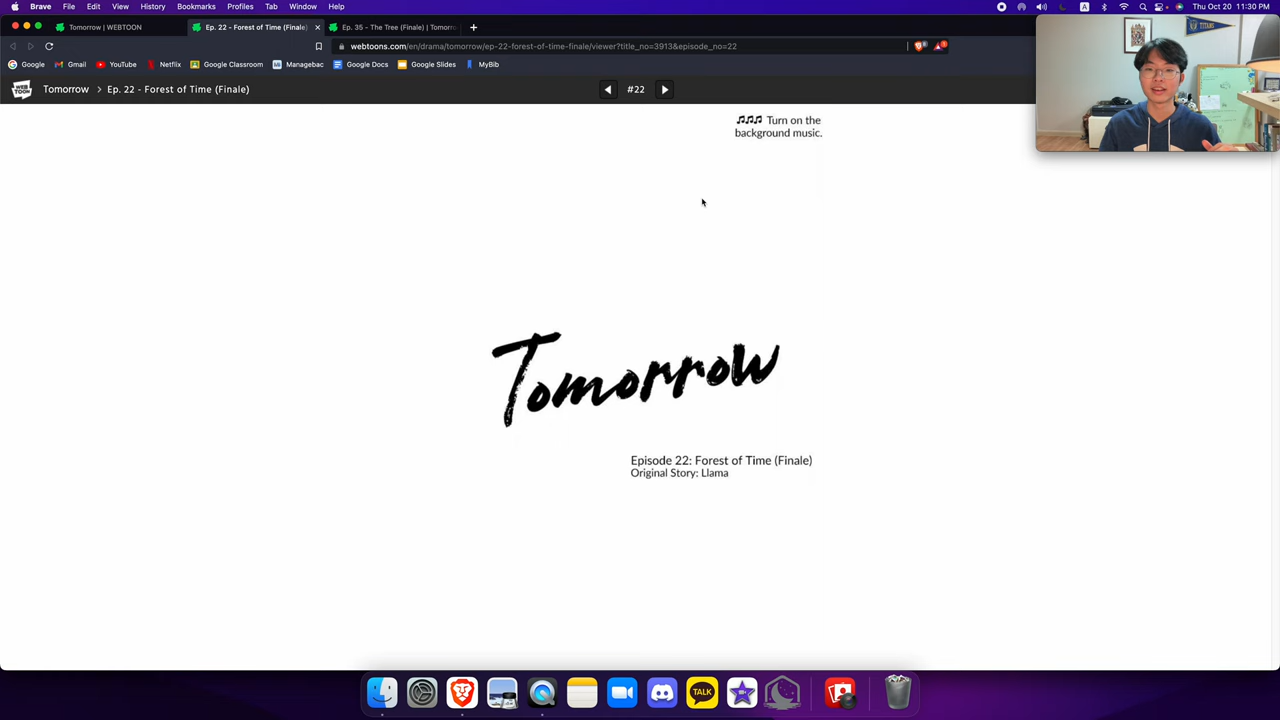 Brave File Edit View History Bookmarks Profiles Tab Window Help
A Thu Oct 20 11:30 PM
Tomorrow | WEBTOON
Ep. 22 - Forest of Time (Finale)
Ep. 35 - The Tree (Finale) | Tomorro
webtoons.com/en/drama/tomorrow/ep-22-forest-of-time-finale/viewer?title_no=3913&episode_no=22
Google Gmail YouTube Netflix Google Classroom Managebac Google Docs Google Slides MyBib
WEB TOON Tomorrow > Ep. 22 - Forest of Time (Finale)
#22
TITANS
♫♫♫ Turn on the
background music.
Tomorrow
Episode 22: Forest of Time (Finale)
Original Story: Llama
TALK